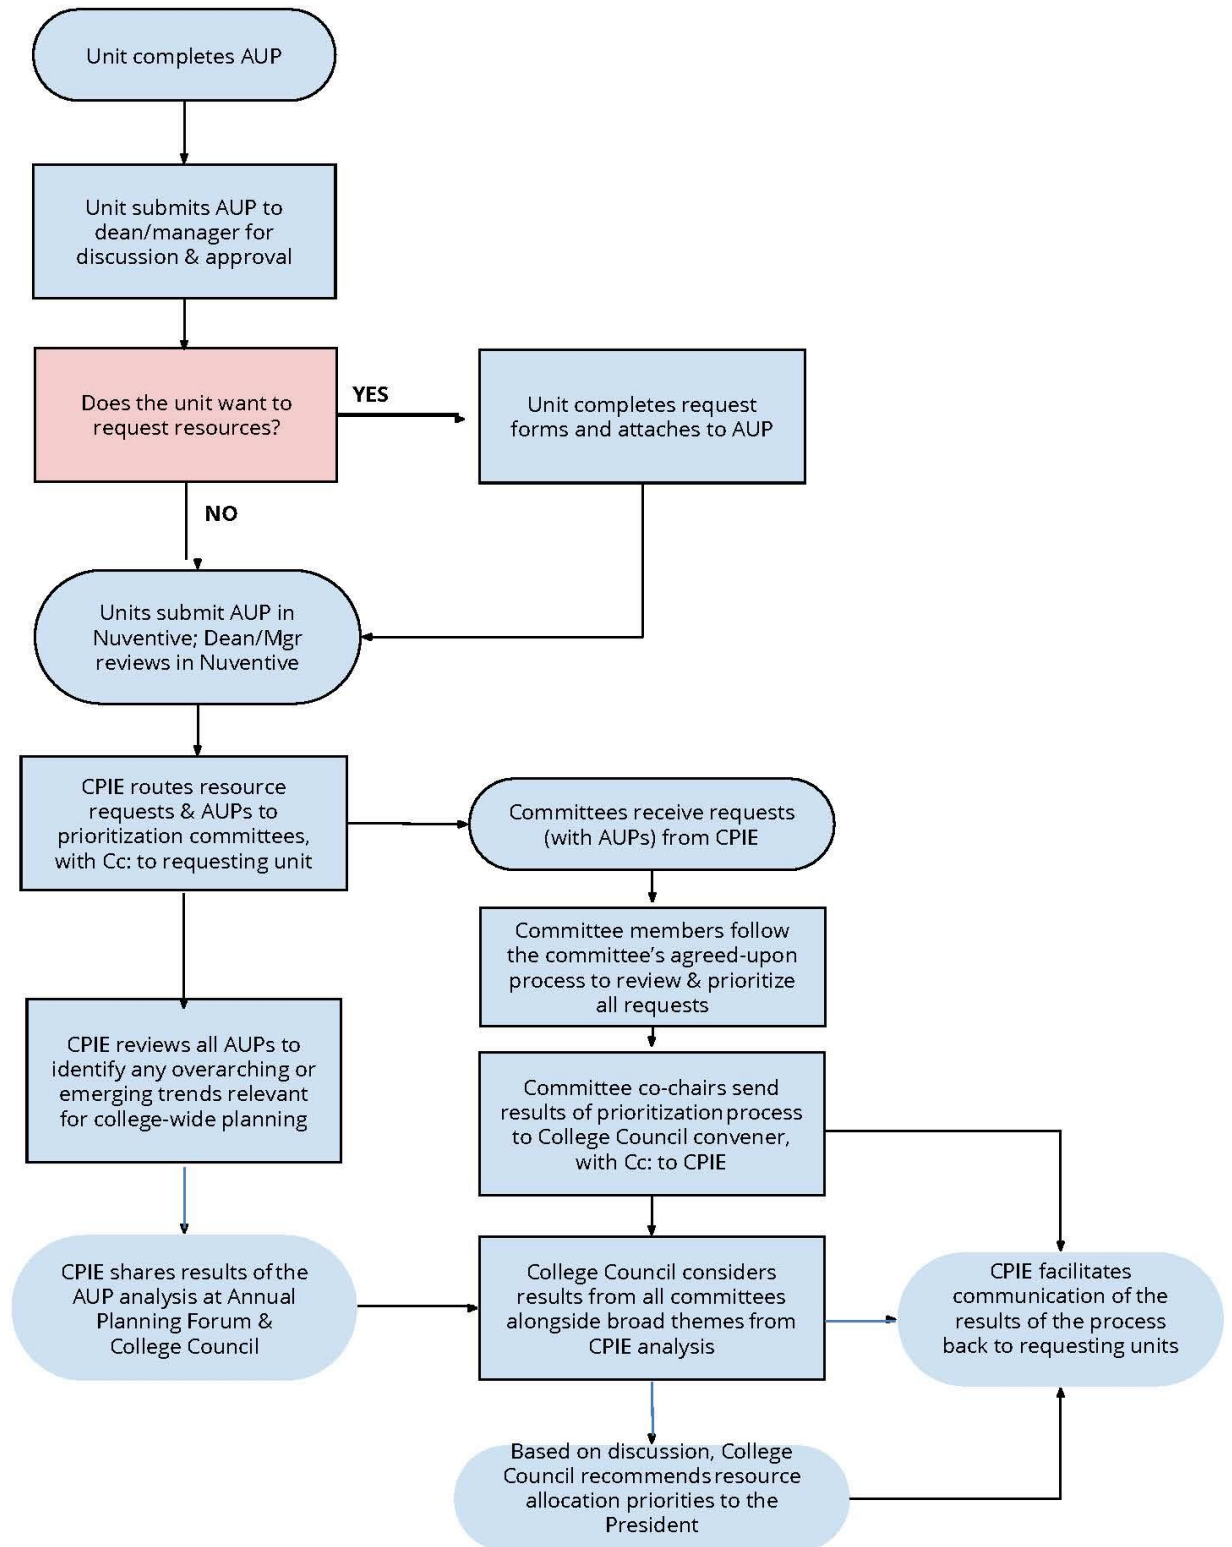 Unit completes AUP
Unit submits AUP to
dean/manager for
discussion & approval
Does the unit want to
request resources?
YES
Unit completes request
forms and attaches to AUP
NO
Units submit AUP in
Nuventive; Dean/Mgr
reviews in Nuventive
CPIE routes resource
requests & AUPs to
prioritization committees,
with Cc: to requesting unit
Committees receive requests
(with AUPs) from CPIE
Committee members follow
the committee’s agreed-upon
process to review & prioritize
all requests
CPIE reviews all AUPs to
identify any overarching or
emerging trends relevant
for college-wide planning
Committee co-chairs send
results of prioritization process
to College Council convener,
with Cc: to CPIE
CPIE shares results of the
AUP analysis at Annual
Planning Forum &
College Council
College Council considers
results from all committees
alongside broad themes from
CPIE analysis
CPIE facilitates
communication of the
results of the process
back to requesting units
Based on discussion, College
Council recommends resource
allocation priorities to the
President